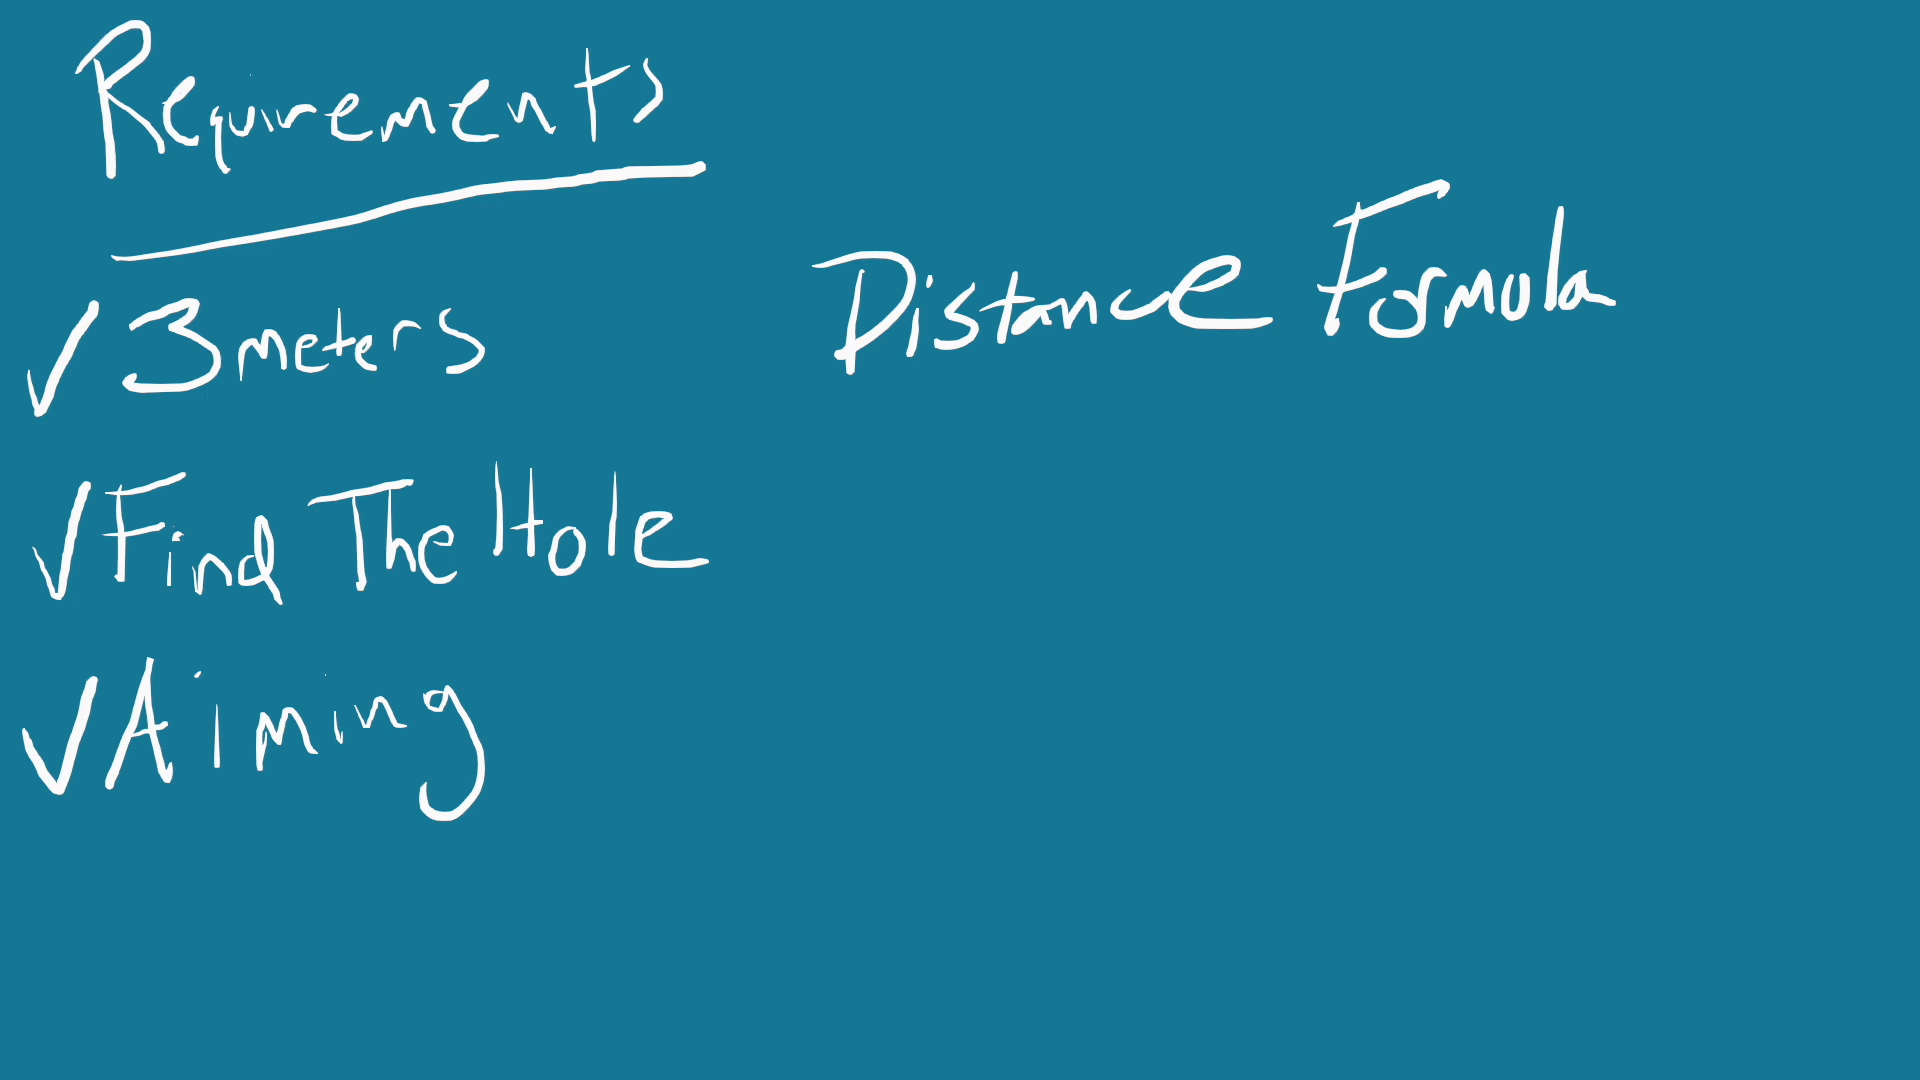 Requirements
✓3meters
✓Find The Hole
✓Aiming
Distance Formula